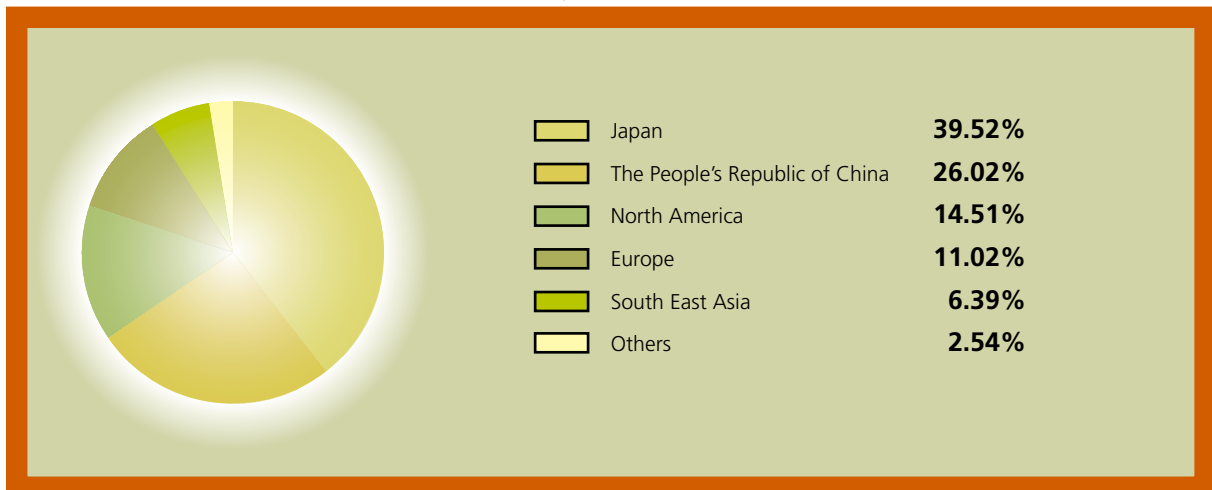 Japan 39.52%
The People's Republic of China 26.02%
North America 14.51%
Europe 11.02%
South East Asia 6.39%
Others 2.54%